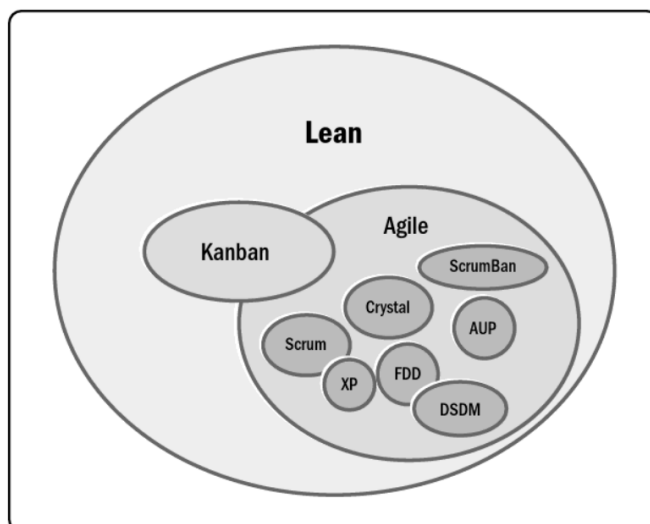 Lean
Agile
Kanban
ScrumBan
Crystal
AUP
Scrum
FDD
XP
DSDM